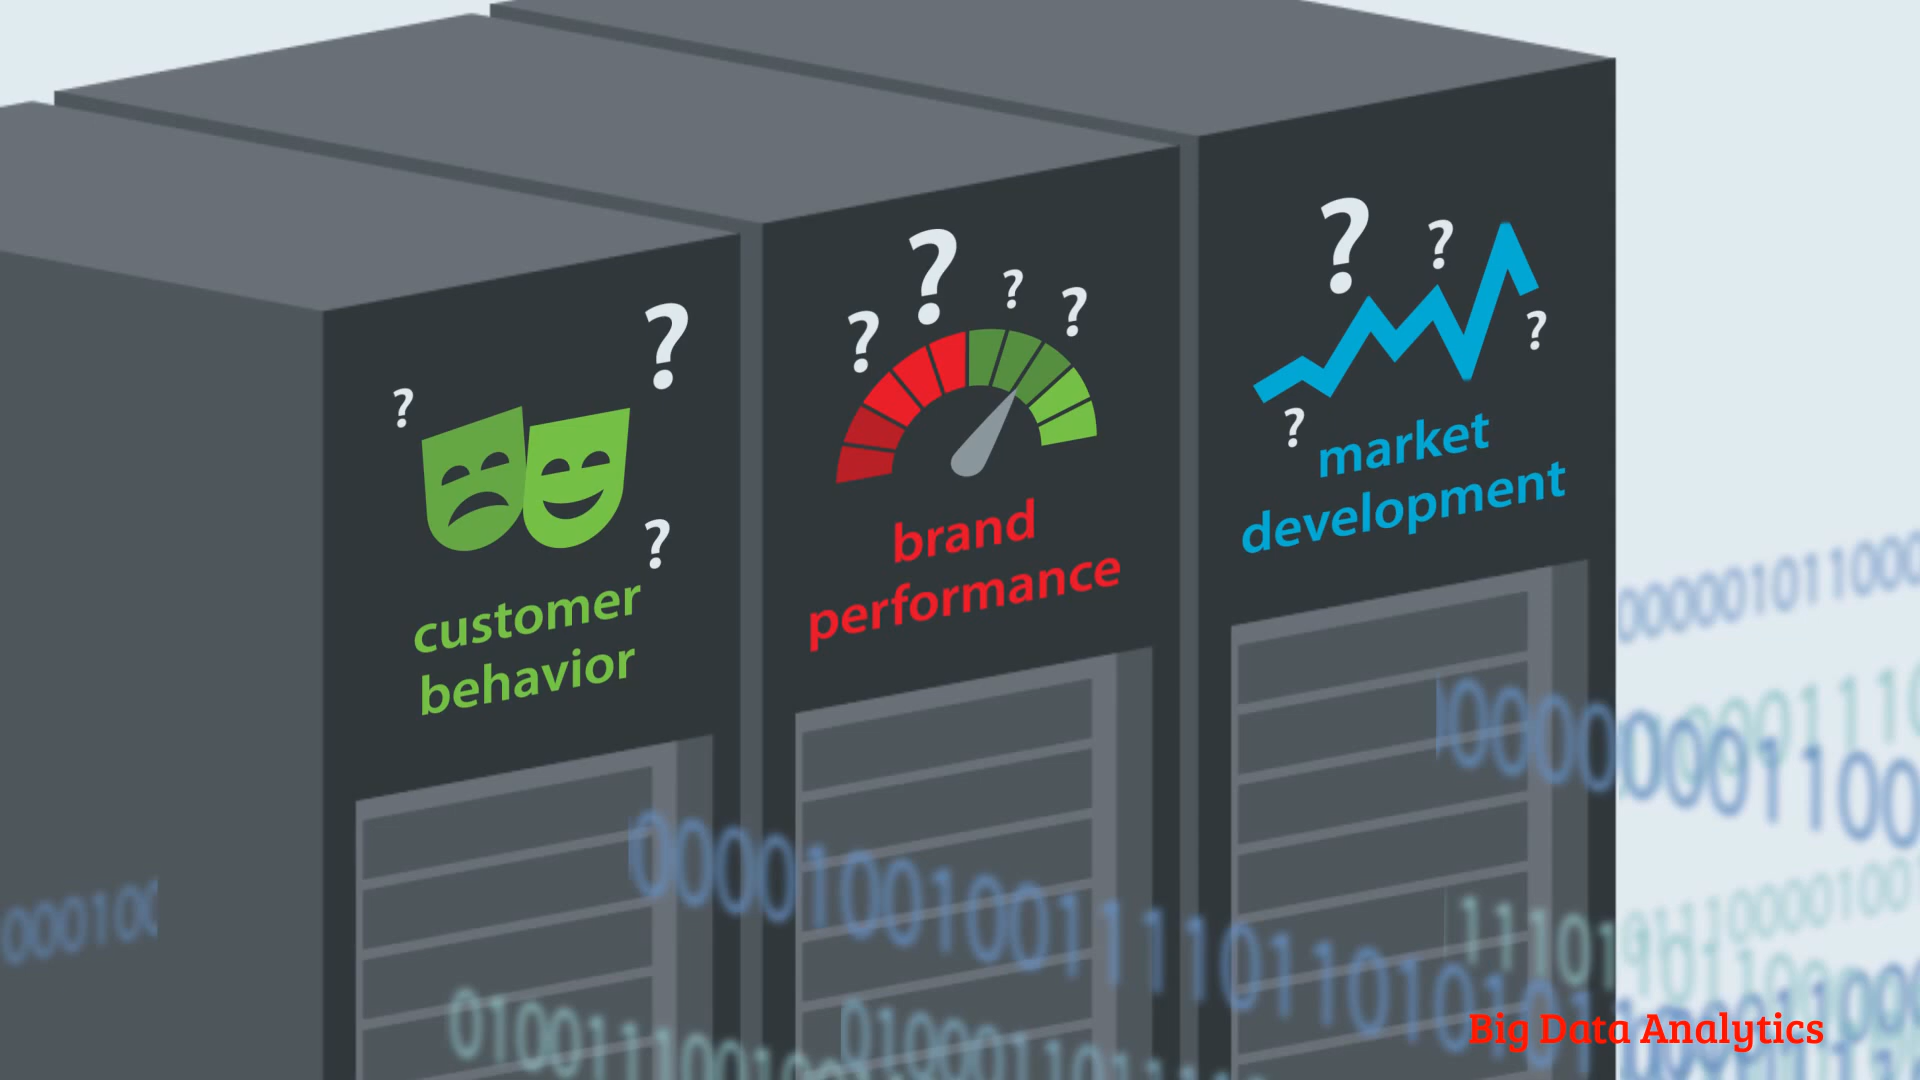 ?
?
?
customer
behavior
?
?
?
?
brand
performance
?
?
?
?
market
development
Big Data Analytics